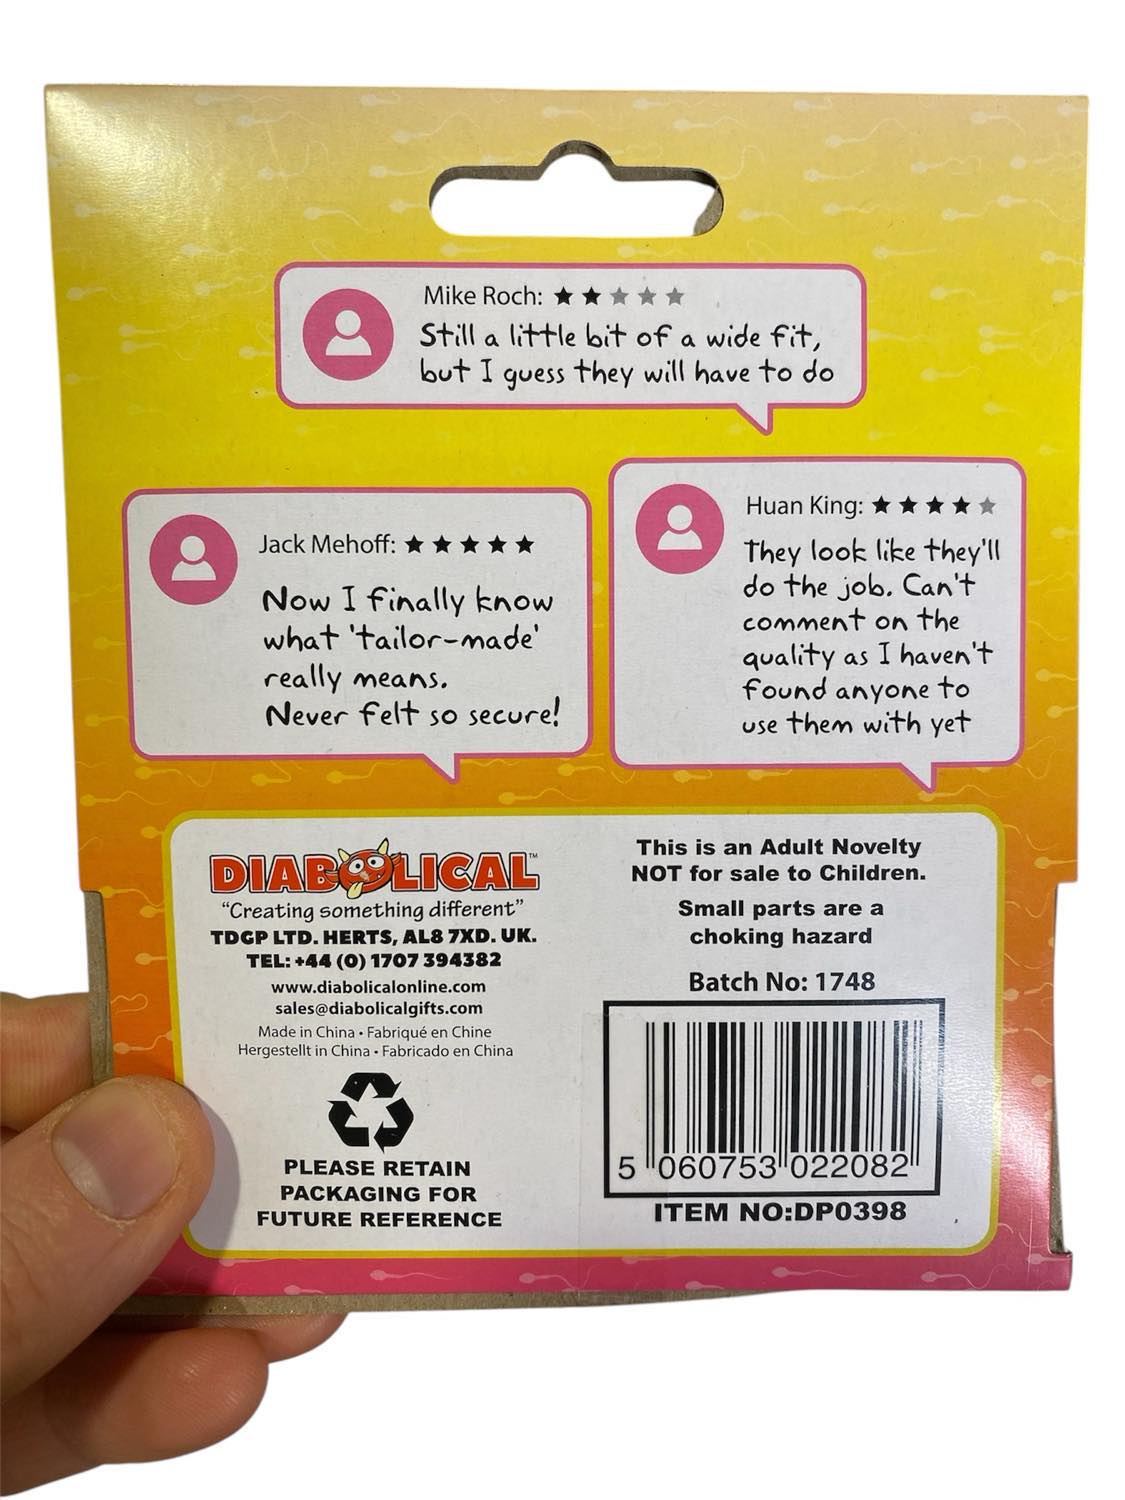 Mike Roch: ★★★★★
Still a little bit of a wide fit,
but I guess they will have to do
Jack Mehoff: ★★★★★
Now I finally know
what 'tailor-made'
really means.
Never felt so secure!
Huan King: ★★★★★
They look like they'll
do the job. Can't
comment on the
quality as I haven't
found anyone to
use them with yet
DIABOLICAL™
“Creating something different”
TDGP LTD. HERTS, AL8 7XD. UK.
TEL: +44 (0) 1707 394382
www.diabolicalonline.com
sales@diabolicalgifts.com
Made in China • Fabriqué en Chine
Hergestellt in China • Fabricado en China
PLEASE RETAIN
PACKAGING FOR
FUTURE REFERENCE
This is an Adult Novelty
NOT for sale to Children.
Small parts are a
choking hazard
Batch No: 1748
5 060753 022082
ITEM NO:DP0398